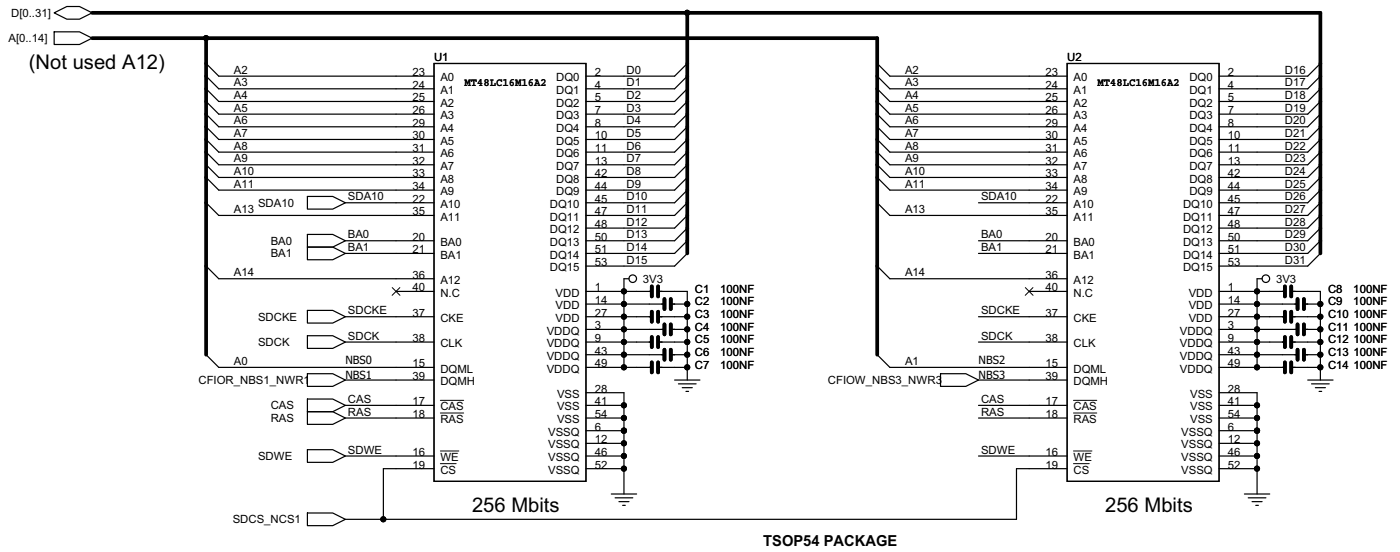 D[0..31]
A[0..14]
(Not used A12)
U1
MT48LC16M16A2
A2 23 A0 DQ0 2 D0
A3 24 A1 DQ1 4 D1
A4 25 A2 DQ2 5 D2
A5 26 A3 DQ3 7 D3
A6 29 A4 DQ4 8 D4
A7 30 A5 DQ5 10 D5
A8 31 A6 DQ6 11 D6
A9 32 A7 DQ7 13 D7
A10 33 A8 DQ8 42 D8
A11 34 A9 DQ9 44 D9
SDA10 SDA10 22 A10 DQ10 45 D10
A13 35 A11 DQ11 47 D11
DQ12 48 D12
BA0 BA0 20 BA0 DQ13 50 D13
BA1 BA1 21 BA1 DQ14 51 D14
DQ15 53 D15
A14 36 A12
3V3
40 N.C VDD 1 C1 100NF
VDD 14 C2 100NF
SDCKE SDCKE 37 CKE VDD 27 C3 100NF
VDDQ 3 C4 100NF
SDCK SDCK 38 CLK VDDQ 9 C5 100NF
VDDQ 43 C6 100NF
A0 NBS0 15 DQML VDDQ 49 C7 100NF
CFIOR_NBS1_NWR1 NBS1 39 DQMH
VSS 28
CAS CAS 17 CAS VSS 41
RAS RAS 18 RAS VSS 54
VSSQ 6
VSSQ 12
SDWE SDWE 16 WE VSSQ 46
19 CS VSSQ 52
256 Mbits
SDCS_NCS1
U2
MT48LC16M16A2
A2 23 A0 DQ0 2 D16
A3 24 A1 DQ1 4 D17
A4 25 A2 DQ2 5 D18
A5 26 A3 DQ3 7 D19
A6 29 A4 DQ4 8 D20
A7 30 A5 DQ5 10 D21
A8 31 A6 DQ6 11 D22
A9 32 A7 DQ7 13 D23
A10 33 A8 DQ8 42 D24
A11 34 A9 DQ9 44 D25
SDA10 22 A10 DQ10 45 D26
A13 35 A11 DQ11 47 D27
DQ12 48 D28
BA0 20 BA0 DQ13 50 D29
BA1 21 BA1 DQ14 51 D30
DQ15 53 D31
A14 36 A12
3V3
40 N.C VDD 1 C8 100NF
VDD 14 C9 100NF
SDCKE 37 CKE VDD 27 C10 100NF
VDDQ 3 C11 100NF
SDCK 38 CLK VDDQ 9 C12 100NF
VDDQ 43 C13 100NF
A1 NBS2 15 DQML VDDQ 49 C14 100NF
CFIOW_NBS3_NWR3 NBS3 39 DQMH
VSS 28
CAS 17 CAS VSS 41
RAS 18 RAS VSS 54
VSSQ 6
VSSQ 12
SDWE 16 WE VSSQ 46
19 CS VSSQ 52
256 Mbits
TSOP54 PACKAGE